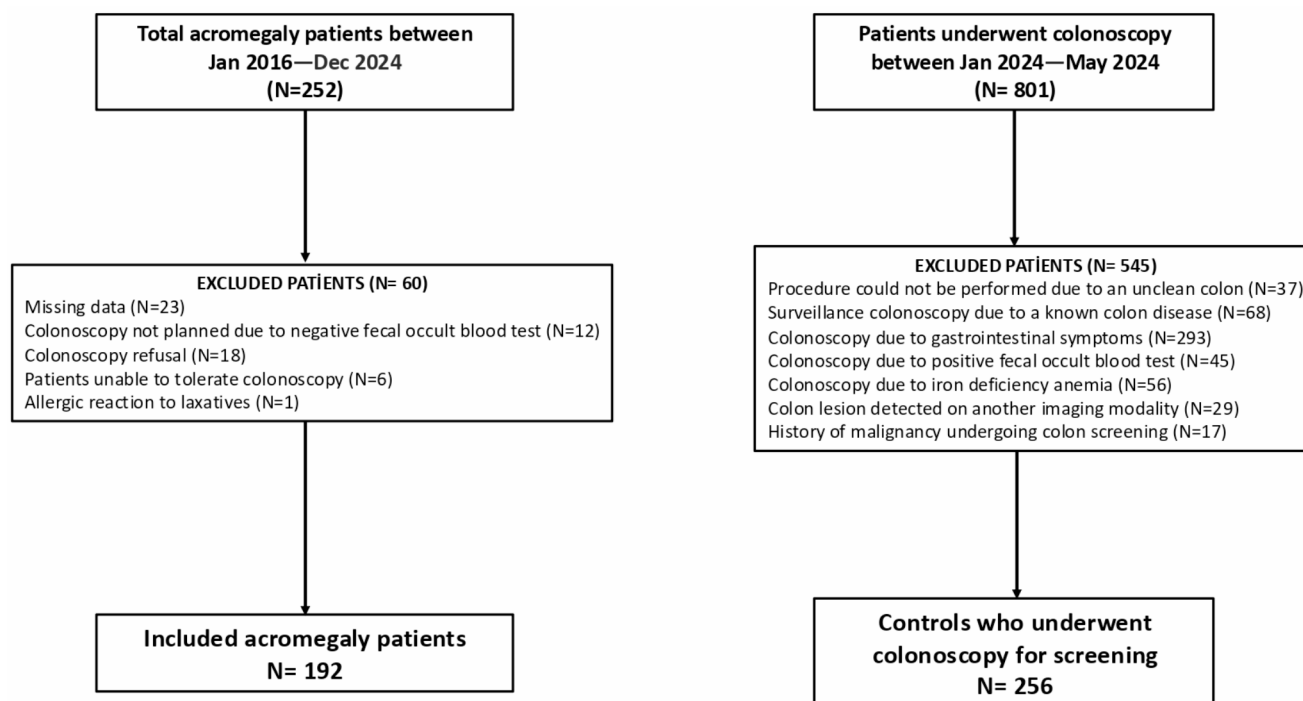 Total acromegaly patients between
Jan 2016—Dec 2024
(N=252)
EXCLUDED PATİENTS (N= 60)
Missing data (N=23)
Colonoscopy not planned due to negative fecal occult blood test (N=12)
Colonoscopy refusal (N=18)
Patients unable to tolerate colonoscopy (N=6)
Allergic reaction to laxatives (N=1)
Included acromegaly patients
N= 192
Patients underwent colonoscopy
between Jan 2024—May 2024
(N= 801)
EXCLUDED PATİENTS (N= 545)
Procedure could not be performed due to an unclean colon (N=37)
Surveillance colonoscopy due to a known colon disease (N=68)
Colonoscopy due to gastrointestinal symptoms (N=293)
Colonoscopy due to positive fecal occult blood test (N=45)
Colonoscopy due to iron deficiency anemia (N=56)
Colon lesion detected on another imaging modality (N=29)
History of malignancy undergoing colon screening (N=17)
Controls who underwent
colonoscopy for screening
N= 256